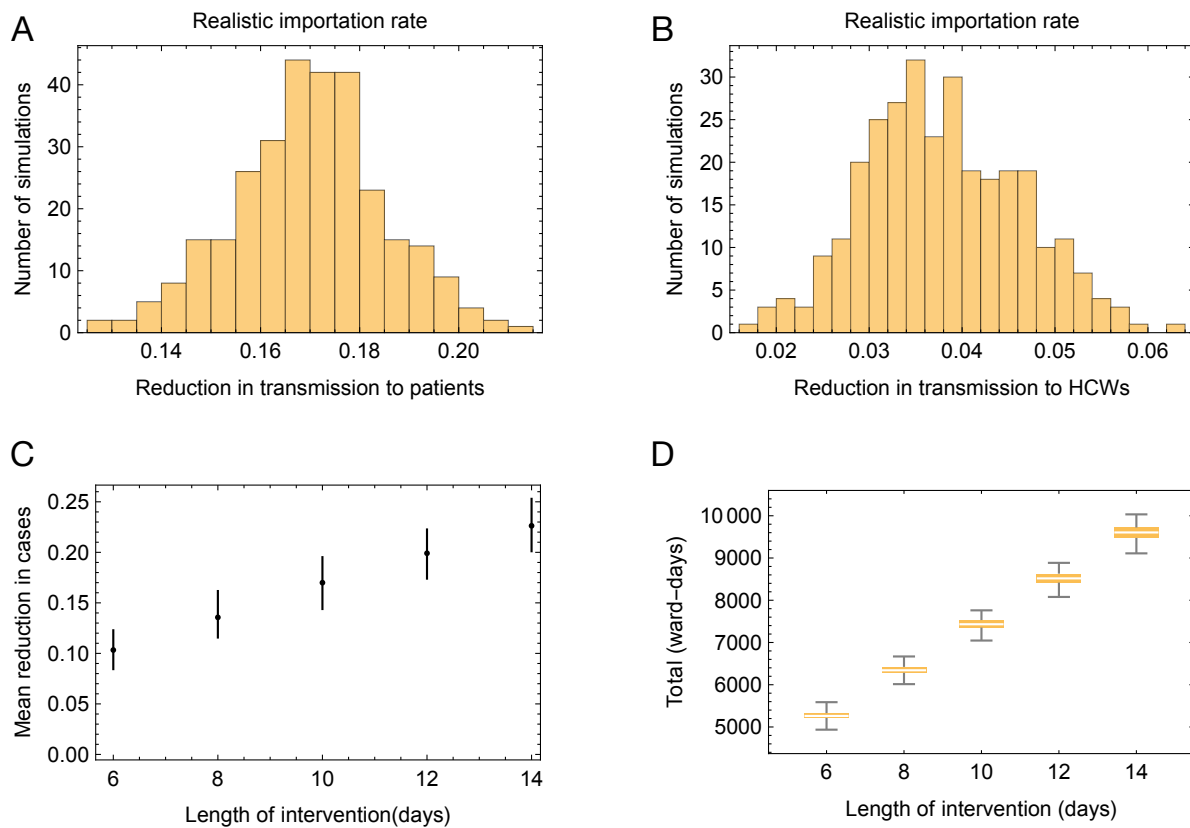 A
Realistic importation rate
Number of simulations
40
30
20
10
0
0.14 0.16 0.18 0.20
Reduction in transmission to patients
B
Realistic importation rate
Number of simulations
30
25
20
15
10
5
0
0.02 0.03 0.04 0.05 0.06
Reduction in transmission to HCWs
C
Mean reduction in cases
0.25
0.20
0.15
0.10
0.05
0.00
6 8 10 12 14
Length of intervention(days)
D
Total (ward–days)
10 000
9000
8000
7000
6000
5000
6 8 10 12 14
Length of intervention (days)